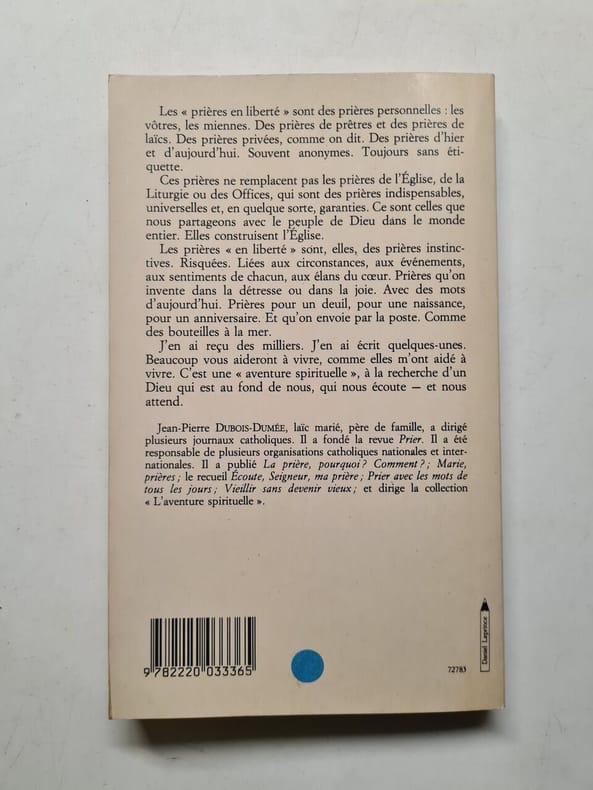 Les « prières en liberté » sont des prières personnelles : les
vôtres, les miennes. Des prières de prêtres et des prières de
laïcs. Des prières privées, comme on dit. Des prières d'hier
et d'aujourd'hui. Souvent anonymes. Toujours sans éti-
quette.
Ces prières ne remplacent pas les prières de l'Église, de la
Liturgie ou des Offices, qui sont des prières indispensables,
universelles et, en quelque sorte, garanties. Ce sont celles que
nous partageons avec le peuple de Dieu dans le monde
entier. Elles construisent l'Église.
Les prières « en liberté » sont, elles, des prières instinc-
tives. Risquées. Liées aux circonstances, aux événements,
aux sentiments de chacun, aux élans du cœur. Prières qu'on
invente dans la détresse ou dans la joie. Avec des mots
d'aujourd'hui. Prières pour un deuil, pour une naissance,
pour un anniversaire. Et qu'on envoie par la poste. Comme
des bouteilles à la mer.
J'en ai reçu des milliers. J'en ai écrit quelques-unes.
Beaucoup vous aideront à vivre, comme elles m'ont aidé à
vivre. C'est une « aventure spirituelle », à la recherche d'un
Dieu qui est au fond de nous, qui nous écoute — et nous
attend.
Jean-Pierre DUBOIS-DUMÉE, laïc marié, père de famille, a dirigé
plusieurs journaux catholiques. Il a fondé la revue Prier. Il a été
responsable de plusieurs organisations catholiques nationales et inter-
nationales. Il a publié La prière, pourquoi ? Comment ? ; Marie,
prières ; le recueil Écoute, Seigneur, ma prière ; Prier avec les mots de
tous les jours ; Vieillir sans devenir vieux ; et dirige la collection
« L'aventure spirituelle ».
Daniel Leprince
9 782220 033365
72783